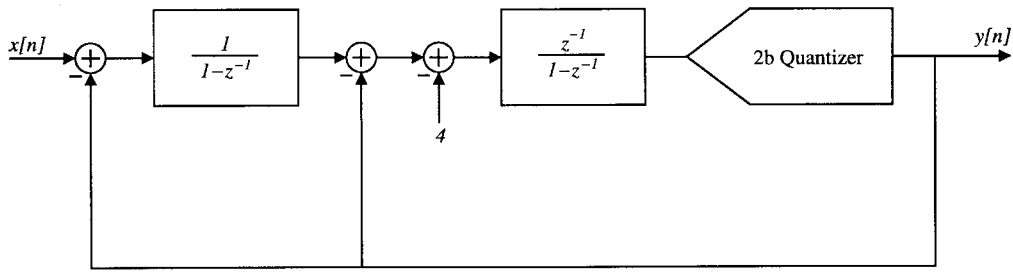 x[n]
1
1−z⁻¹
z⁻¹
1−z⁻¹
2b Quantizer
y[n]
+
−
+
−
+
−
4